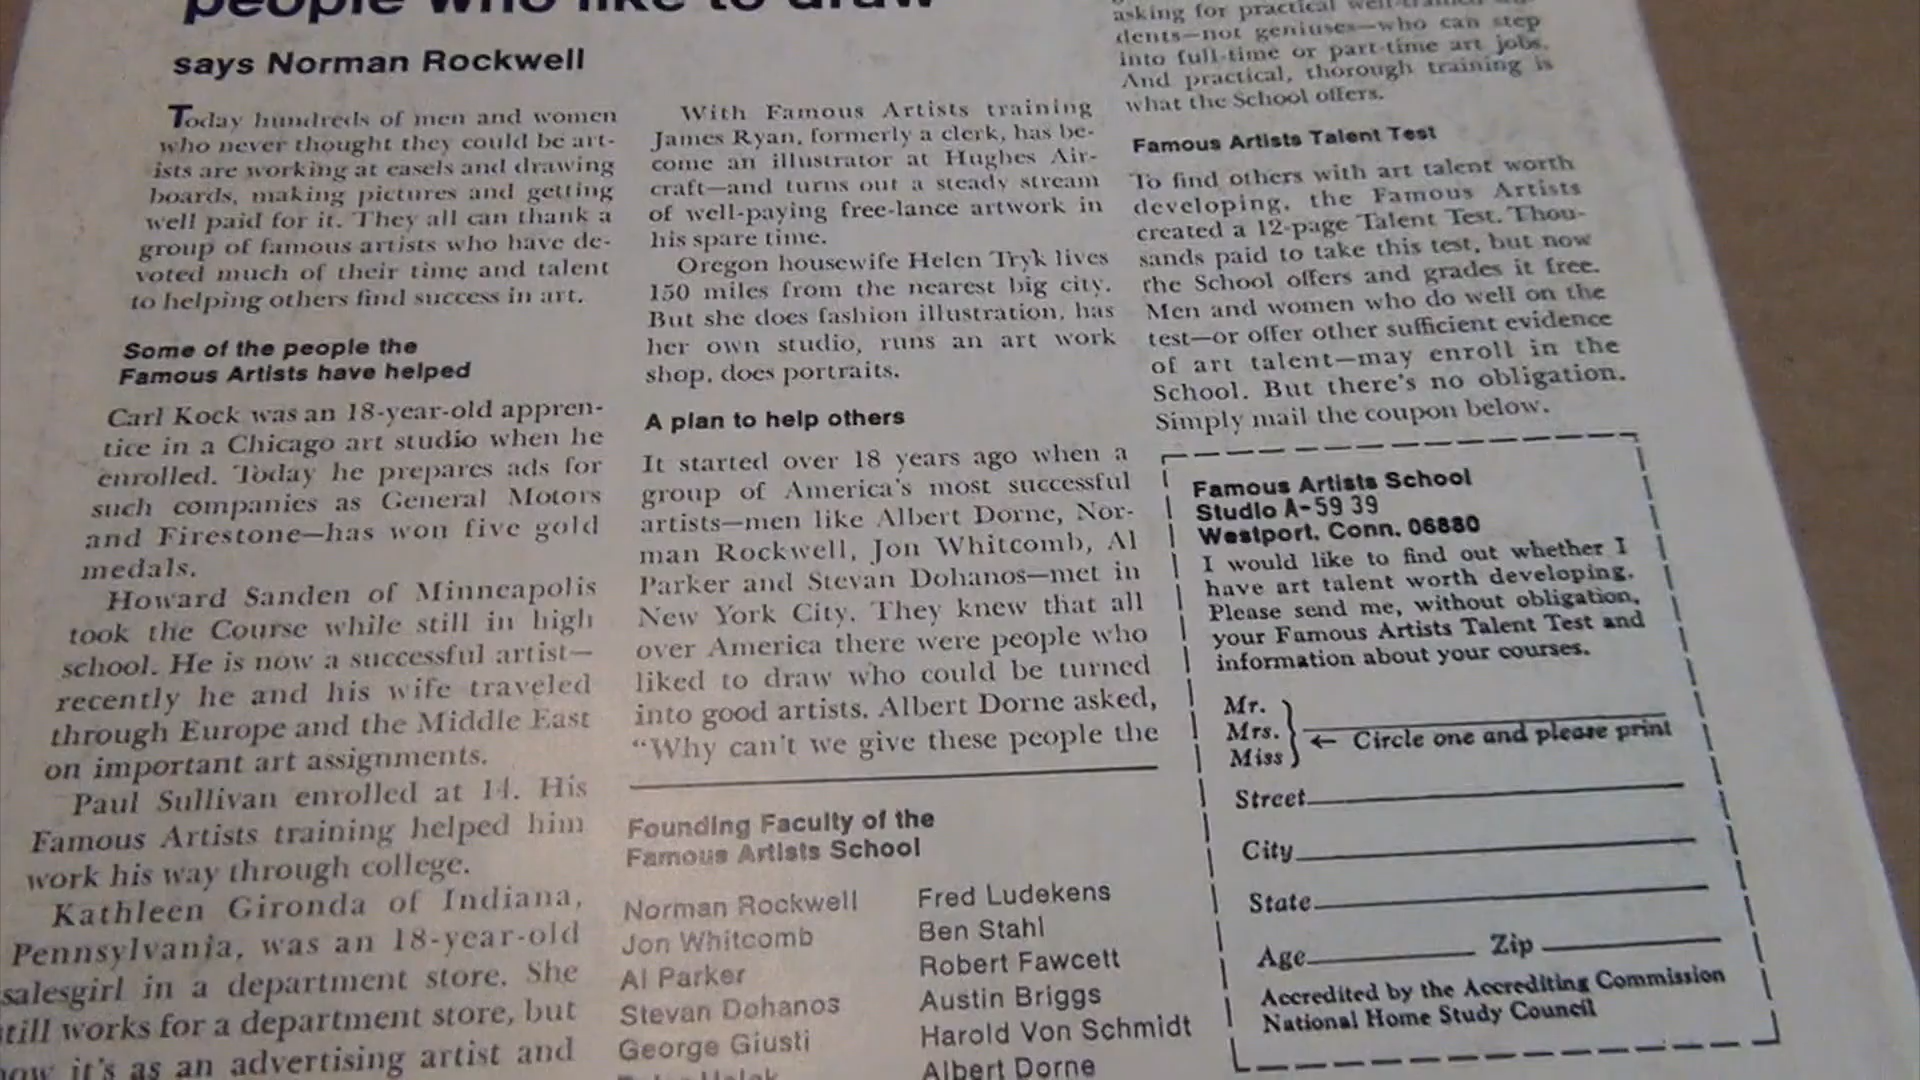 people who like to draw
says Norman Rockwell
Today hundreds of men and women
who never thought they could be art-
ists are working at easels and drawing
boards, making pictures and getting
well paid for it. They all can thank a
group of famous artists who have de-
voted much of their time and talent
to helping others find success in art.
Some of the people the
Famous Artists have helped
Carl Kock was an 18-year-old appren-
tice in a Chicago art studio when he
enrolled. Today he prepares ads for
such companies as General Motors
and Firestone—has won five gold
medals.
Howard Sanden of Minneapolis
took the Course while still in high
school. He is now a successful artist—
recently he and his wife traveled
through Europe and the Middle East
on important art assignments.
Paul Sullivan enrolled at 14. His
Famous Artists training helped him
work his way through college.
Kathleen Gironda of Indiana,
Pennsylvania, was an 18-year-old
salesgirl in a department store. She
still works for a department store, but
now it's as an advertising artist and
With Famous Artists training
James Ryan, formerly a clerk, has be-
come an illustrator at Hughes Air-
craft—and turns out a steady stream
of well-paying free-lance artwork in
his spare time.
Oregon housewife Helen Tryk lives
150 miles from the nearest big city.
But she does fashion illustration, has
her own studio, runs an art work
shop, does portraits.
A plan to help others
It started over 18 years ago when a
group of America's most successful
artists—men like Albert Dorne, Nor-
man Rockwell, Jon Whitcomb, Al
Parker and Stevan Dohanos—met in
New York City. They knew that all
over America there were people who
liked to draw who could be turned
into good artists. Albert Dorne asked,
“Why can't we give these people the
Founding Faculty of the
Famous Artists School
Norman Rockwell
Jon Whitcomb
Al Parker
Stevan Dohanos
George Giusti
Fred Ludekens
Ben Stahl
Robert Fawcett
Austin Briggs
Harold Von Schmidt
Albert Dorne
asking for practical
dents—not geniuses—who can step
into full-time or part-time art jobs.
And practical, thorough training is
what the School offers.
Famous Artists Talent Test
To find others with art talent worth
developing, the Famous Artists
created a 12-page Talent Test. Thou-
sands paid to take this test, but now
the School offers and grades it free.
Men and women who do well on the
test—or offer other sufficient evidence
of art talent—may enroll in the
School. But there's no obligation.
Simply mail the coupon below.
Famous Artists School
Studio A-59 39
Westport, Conn. 06880
I would like to find out whether I
have art talent worth developing.
Please send me, without obligation,
your Famous Artists Talent Test and
information about your courses.
Mr.
Mrs.
Miss
← Circle one and please print
Street
City
State
Age Zip
Accredited by the Accrediting Commission
National Home Study Council